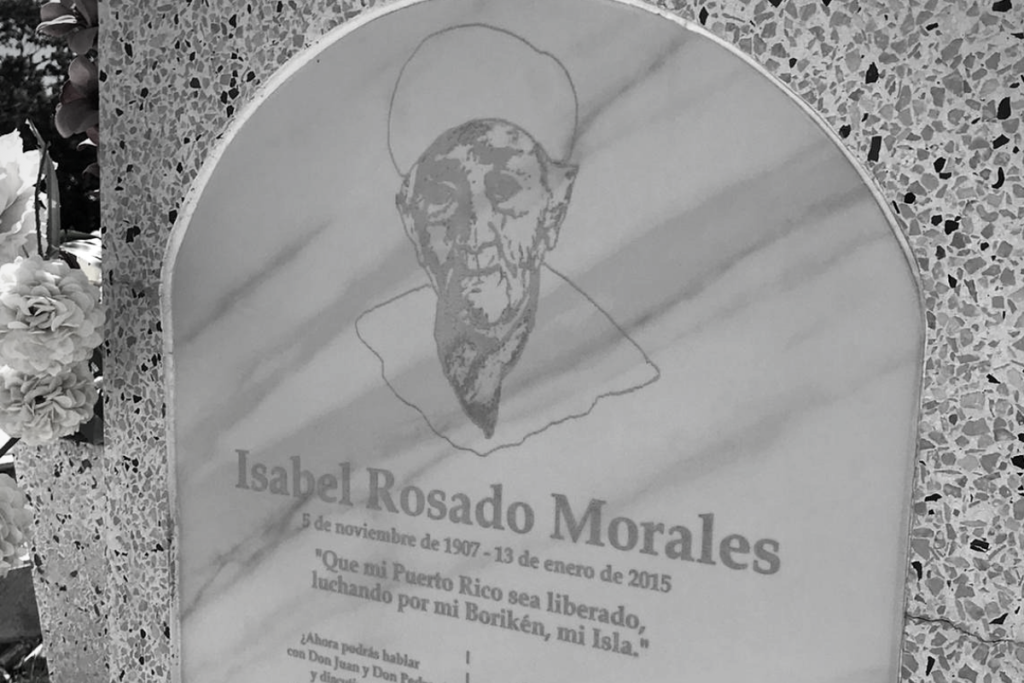 Isabel Rosado Morales
5 de noviembre de 1907 - 13 de enero de 2015
"Que mi Puerto Rico sea liberado,
luchando por mi Borikén, mi Isla."
¿Ahora podrás hablar
con Don Juan y Don